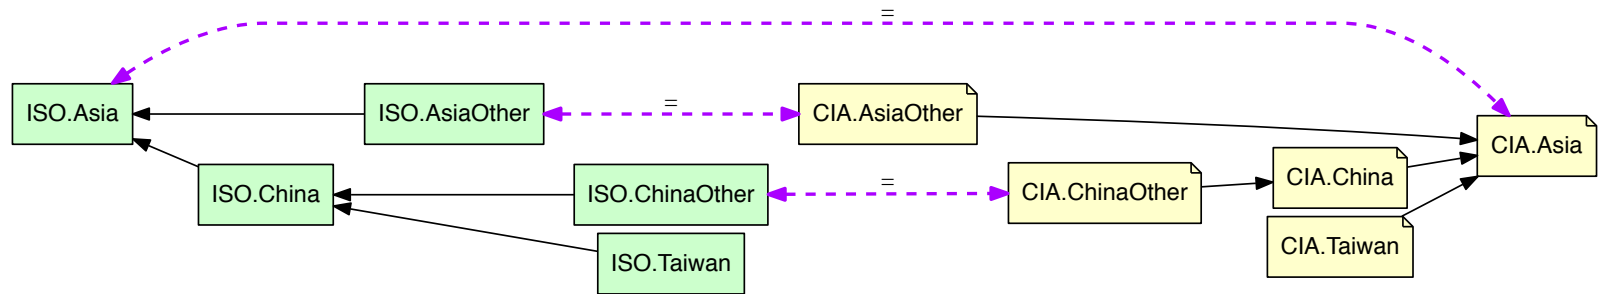 =
ISO.Asia
ISO.AsiaOther
=
CIA.AsiaOther
CIA.Asia
ISO.China
ISO.ChinaOther
=
CIA.ChinaOther
CIA.China
ISO.Taiwan
CIA.Taiwan